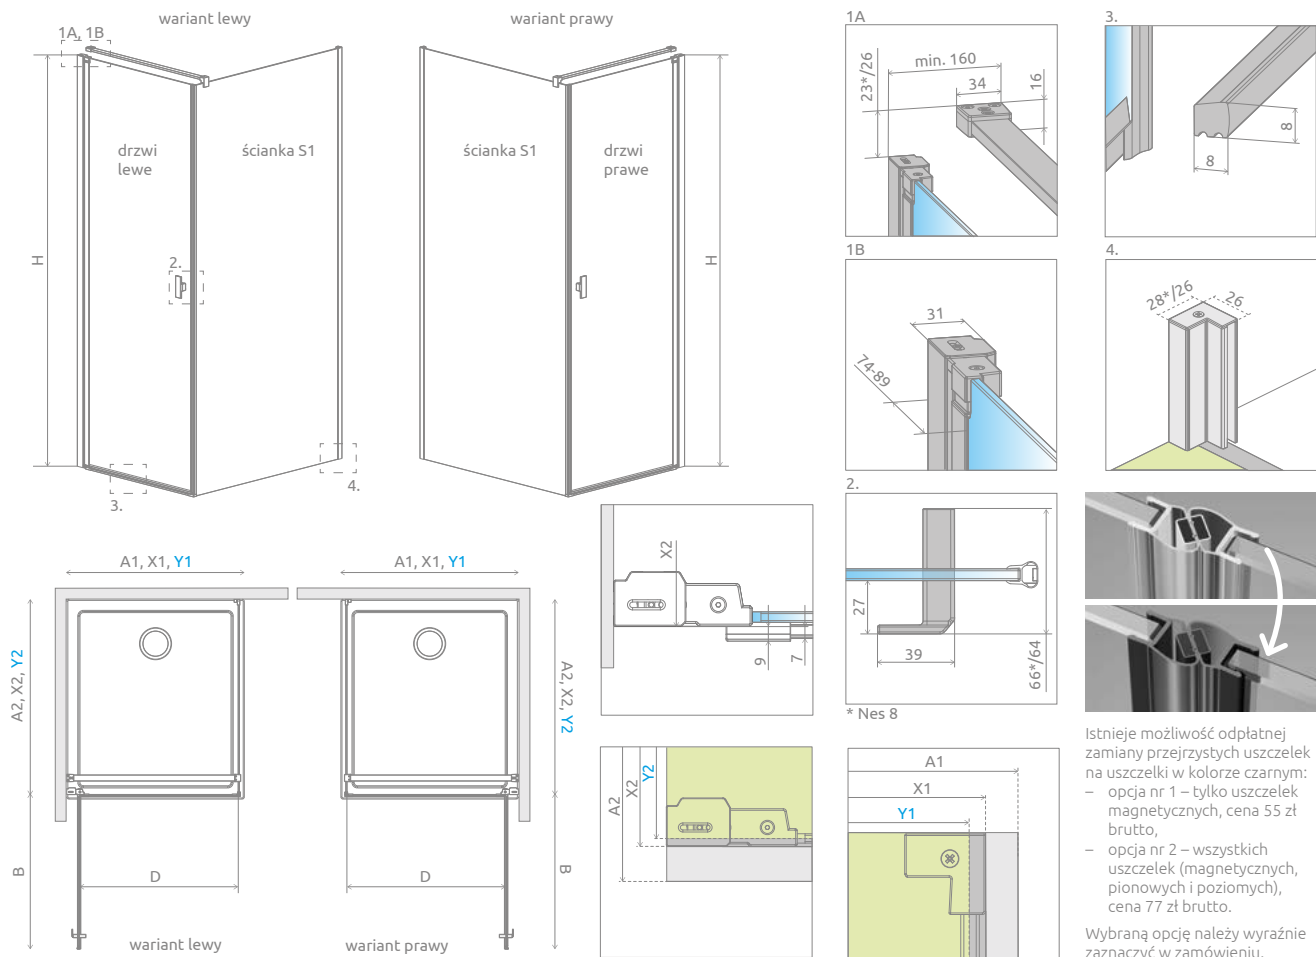 wariant lewy
wariant prawy
1A, 1B
H
drzwi
lewe
ścianka S1
2.
3.
4.
ścianka S1
drzwi
prawe
H
1A
23*/26
min. 160
34
16
3.
8
8
1B
31
74-89
4.
28*/26
26
A1, X1, Y1
A2, X2, Y2
B
D
wariant lewy
A1, X1, Y1
A2, X2, Y2
B
D
wariant prawy
X2
9
7
2.
27
39
66*/64
* Nes 8
A2
X2
Y2
A1
X1
Y1
Istnieje możliwość odpłatnej
zamiany przejrzystych uszczelek
na uszczelki w kolorze czarnym:
– opcja nr 1 – tylko uszczelek
magnetycznych, cena 55 zł
brutto,
– opcja nr 2 – wszystkich
uszczelek (magnetycznych,
pionowych i poziomych),
cena 77 zł brutto.
Wybraną opcję należy wyraźnie
zaznaczyć w zamówieniu.